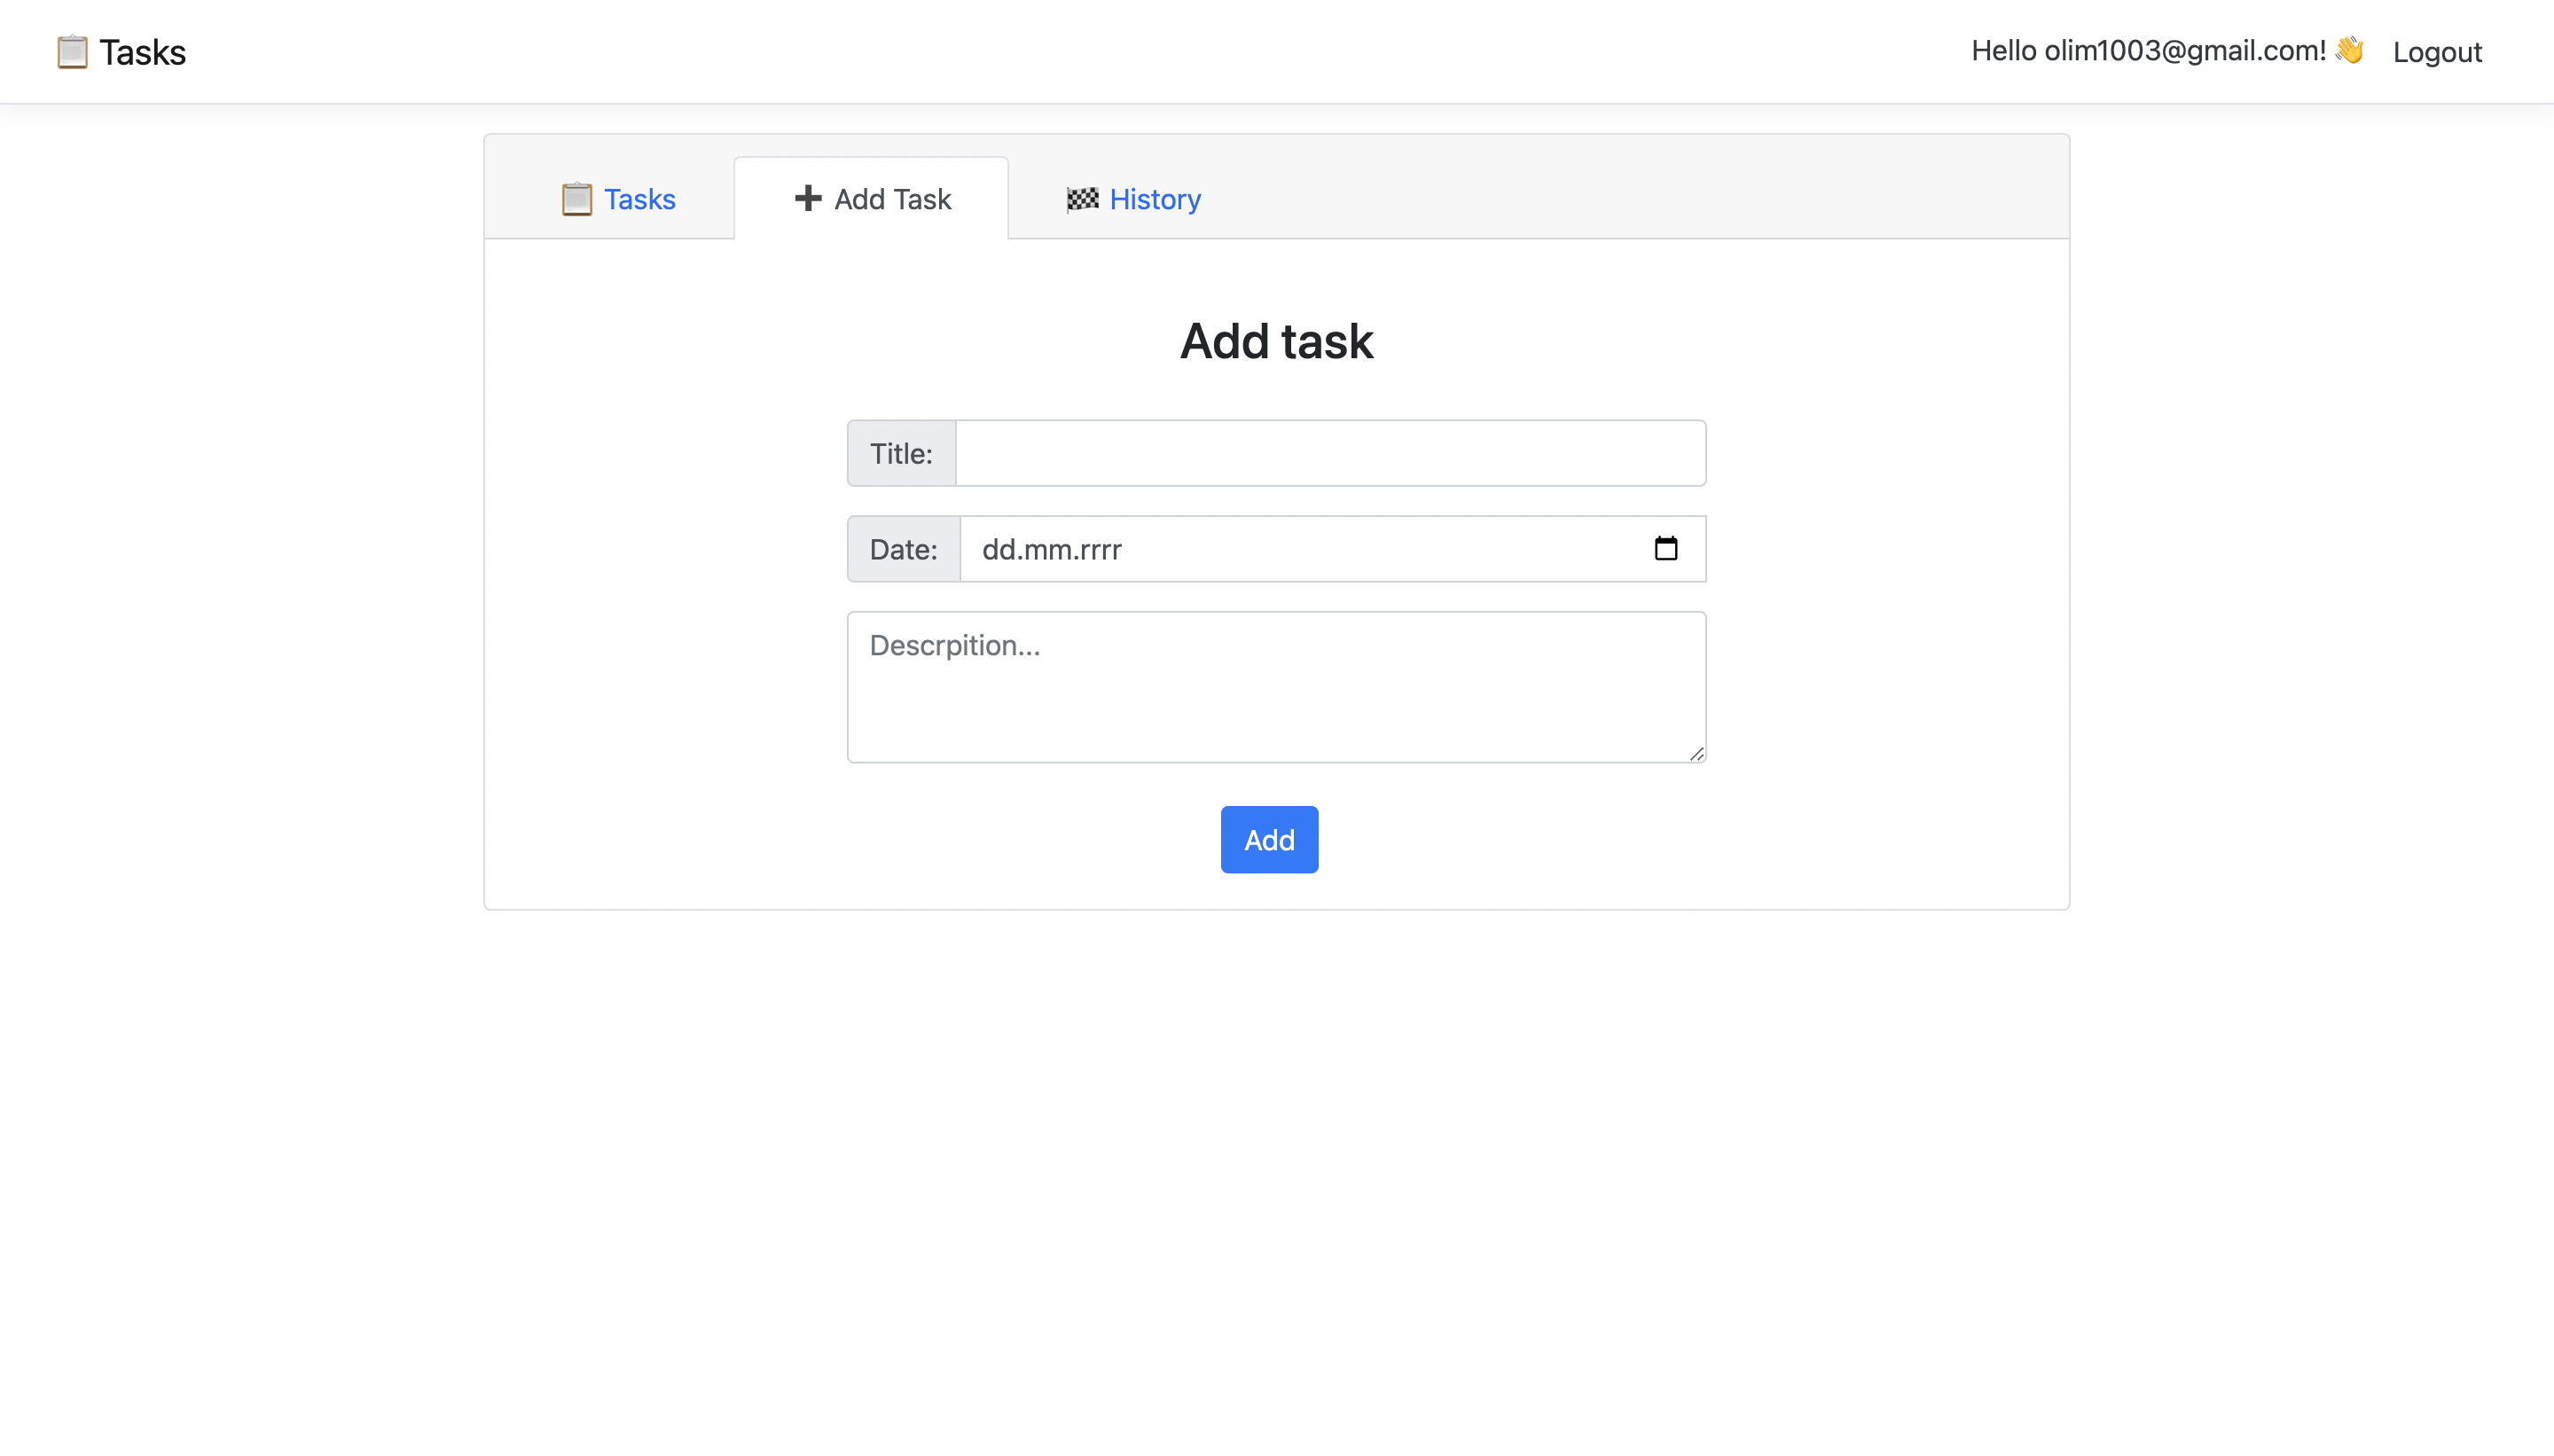 📋 Tasks
Hello olim1003@gmail.com! 👋 Logout
📋 Tasks ➕ Add Task 🏁 History
Add task
Title:
Date: dd.mm.rrrr
Descrpition...
Add